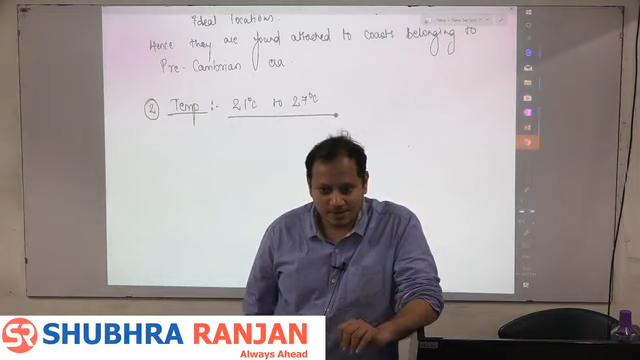 ideal locations.
Hence they are found attached to coasts belonging to
Pre-Cambrian era.
② Temp :- 21°C to 27°C
SR SHUBHRA RANJAN
Always Ahead